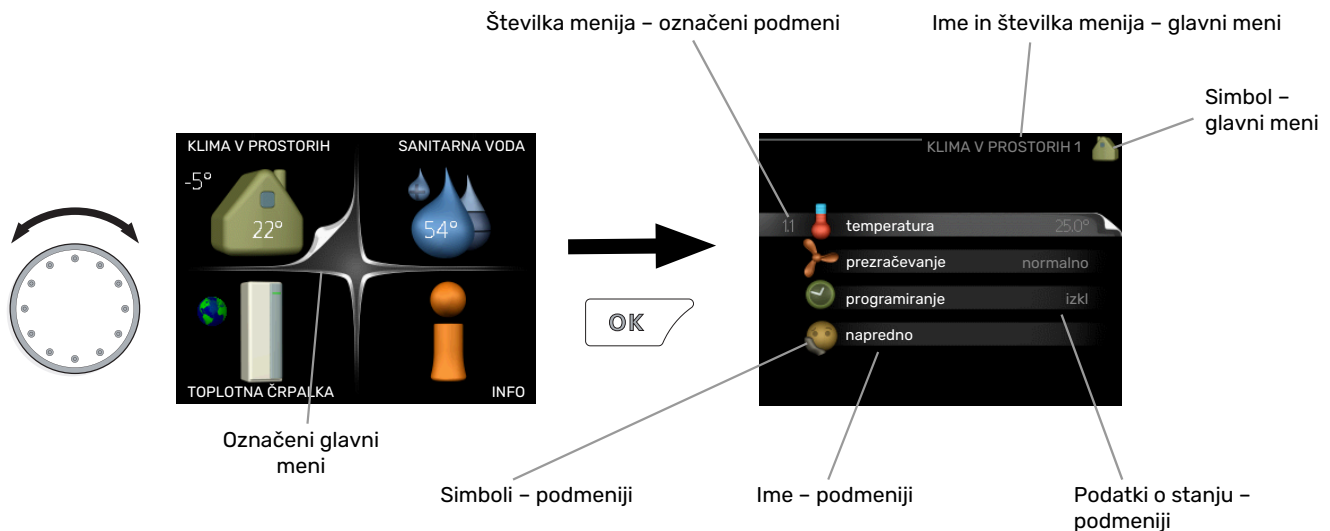 Številka menija – označeni podmeni
Ime in številka menija – glavni meni
Simbol –
glavni meni
KLIMA V PROSTORIH
SANITARNA VODA
-5°
22°
54°
TOPLOTNA ČRPALKA
INFO
OK
KLIMA V PROSTORIH 1
1.1 temperatura 25.0°
prezračevanje normalno
programiranje izkl
napredno
Označeni glavni
meni
Simboli – podmeniji
Ime – podmeniji
Podatki o stanju –
podmeniji